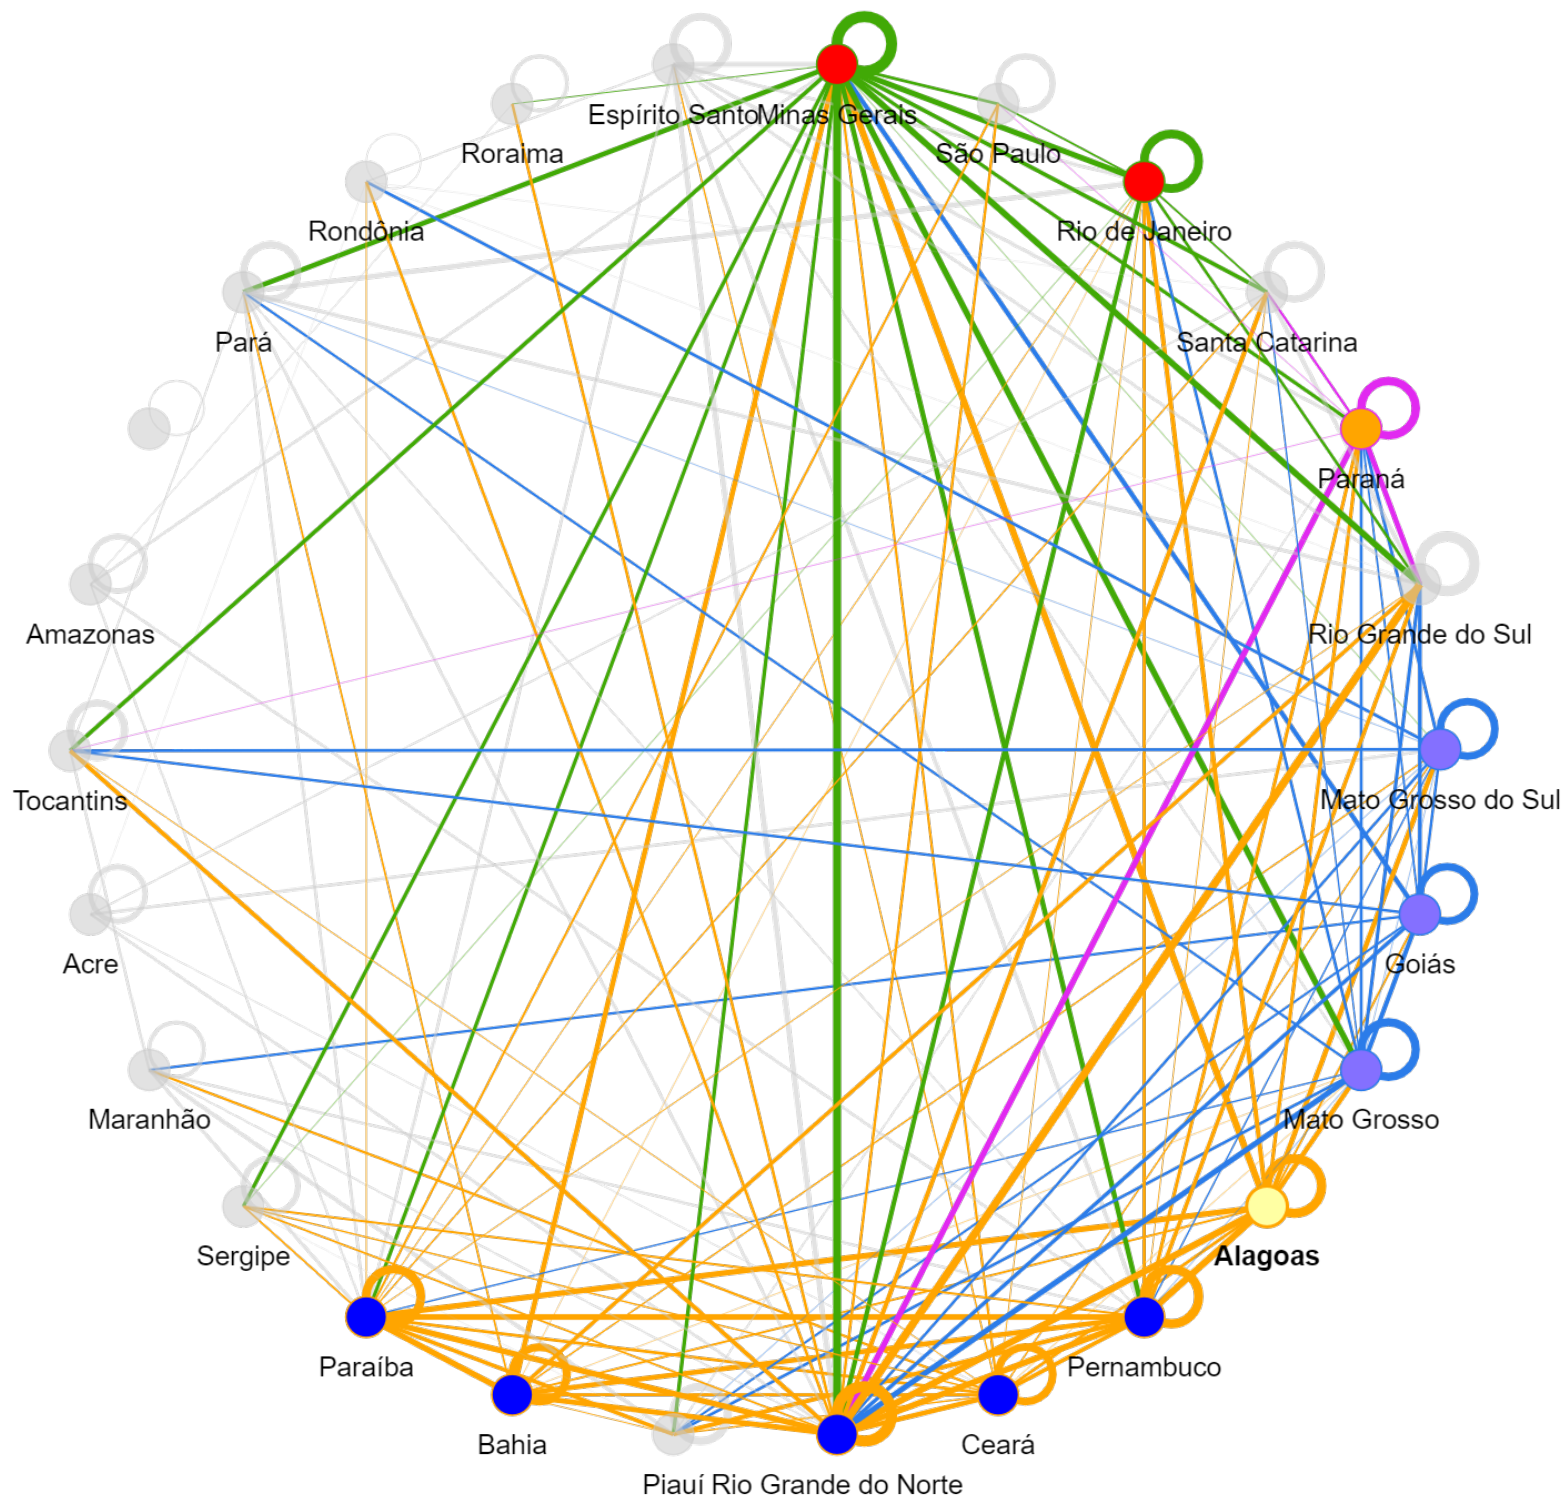 Espírito Santo
Minas Gerais
Roraima
São Paulo
Rondônia
Rio de Janeiro
Pará
Santa Catarina
Paraná
Amazonas
Rio Grande do Sul
Tocantins
Mato Grosso do Sul
Acre
Goiás
Maranhão
Mato Grosso
Sergipe
Alagoas
Paraíba
Pernambuco
Bahia
Ceará
Piauí
Rio Grande do Norte